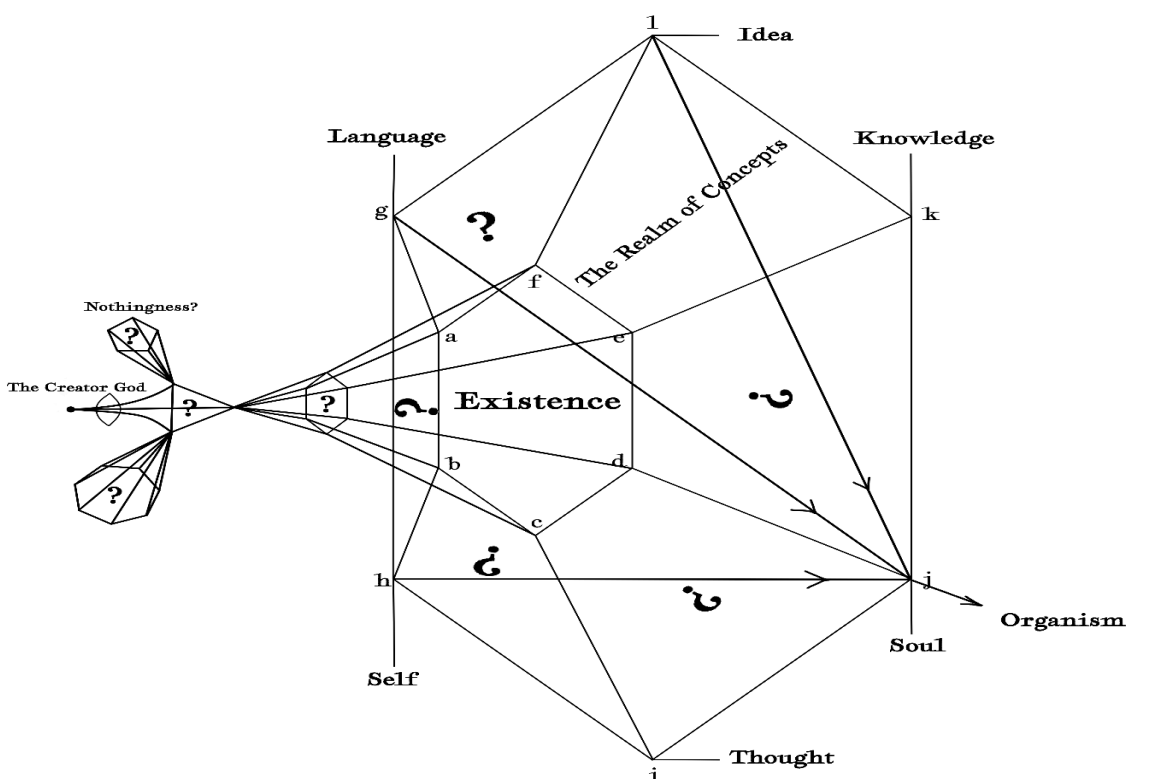 l
Idea
Language
Knowledge
The Realm of Concepts
g
?
k
f
Nothingness?
?
a
e
The Creator God
?
?
?
Existence
?
?
b
d
c
?
h
?
?
j
Organism
Soul
Self
Thought
i